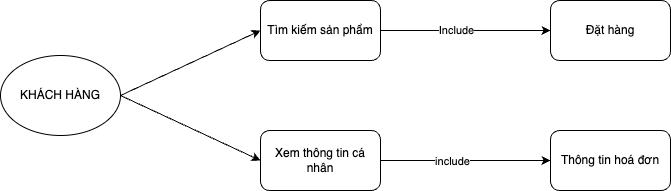 Tìm kiếm sản phẩm
Include
Đặt hàng
KHÁCH HÀNG
Xem thông tin cá
nhân
include
Thông tin hoá đơn